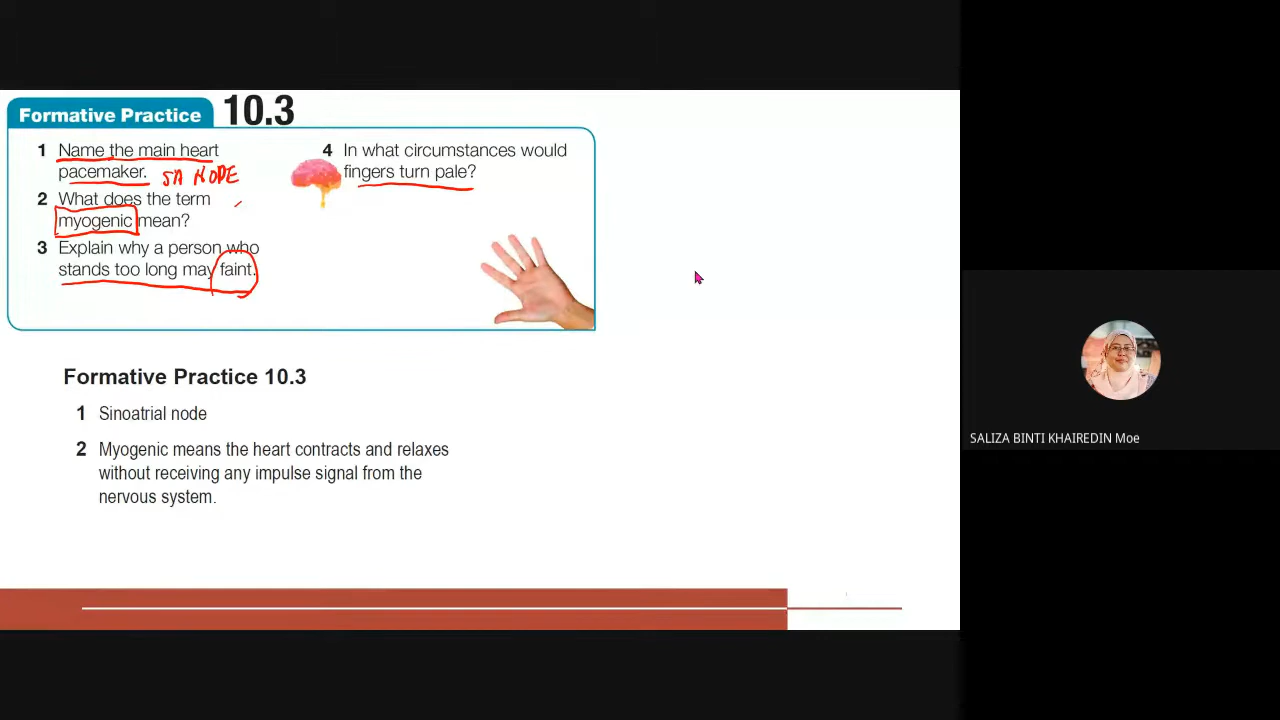 Formative Practice 10.3
1 Name the main heart
pacemaker. SA NODE
2 What does the term
myogenic mean?
3 Explain why a person who
stands too long may faint.
4 In what circumstances would
fingers turn pale?
Formative Practice 10.3
1 Sinoatrial node
2 Myogenic means the heart contracts and relaxes
without receiving any impulse signal from the
nervous system.
SALIZA BINTI KHAIREDIN Moe